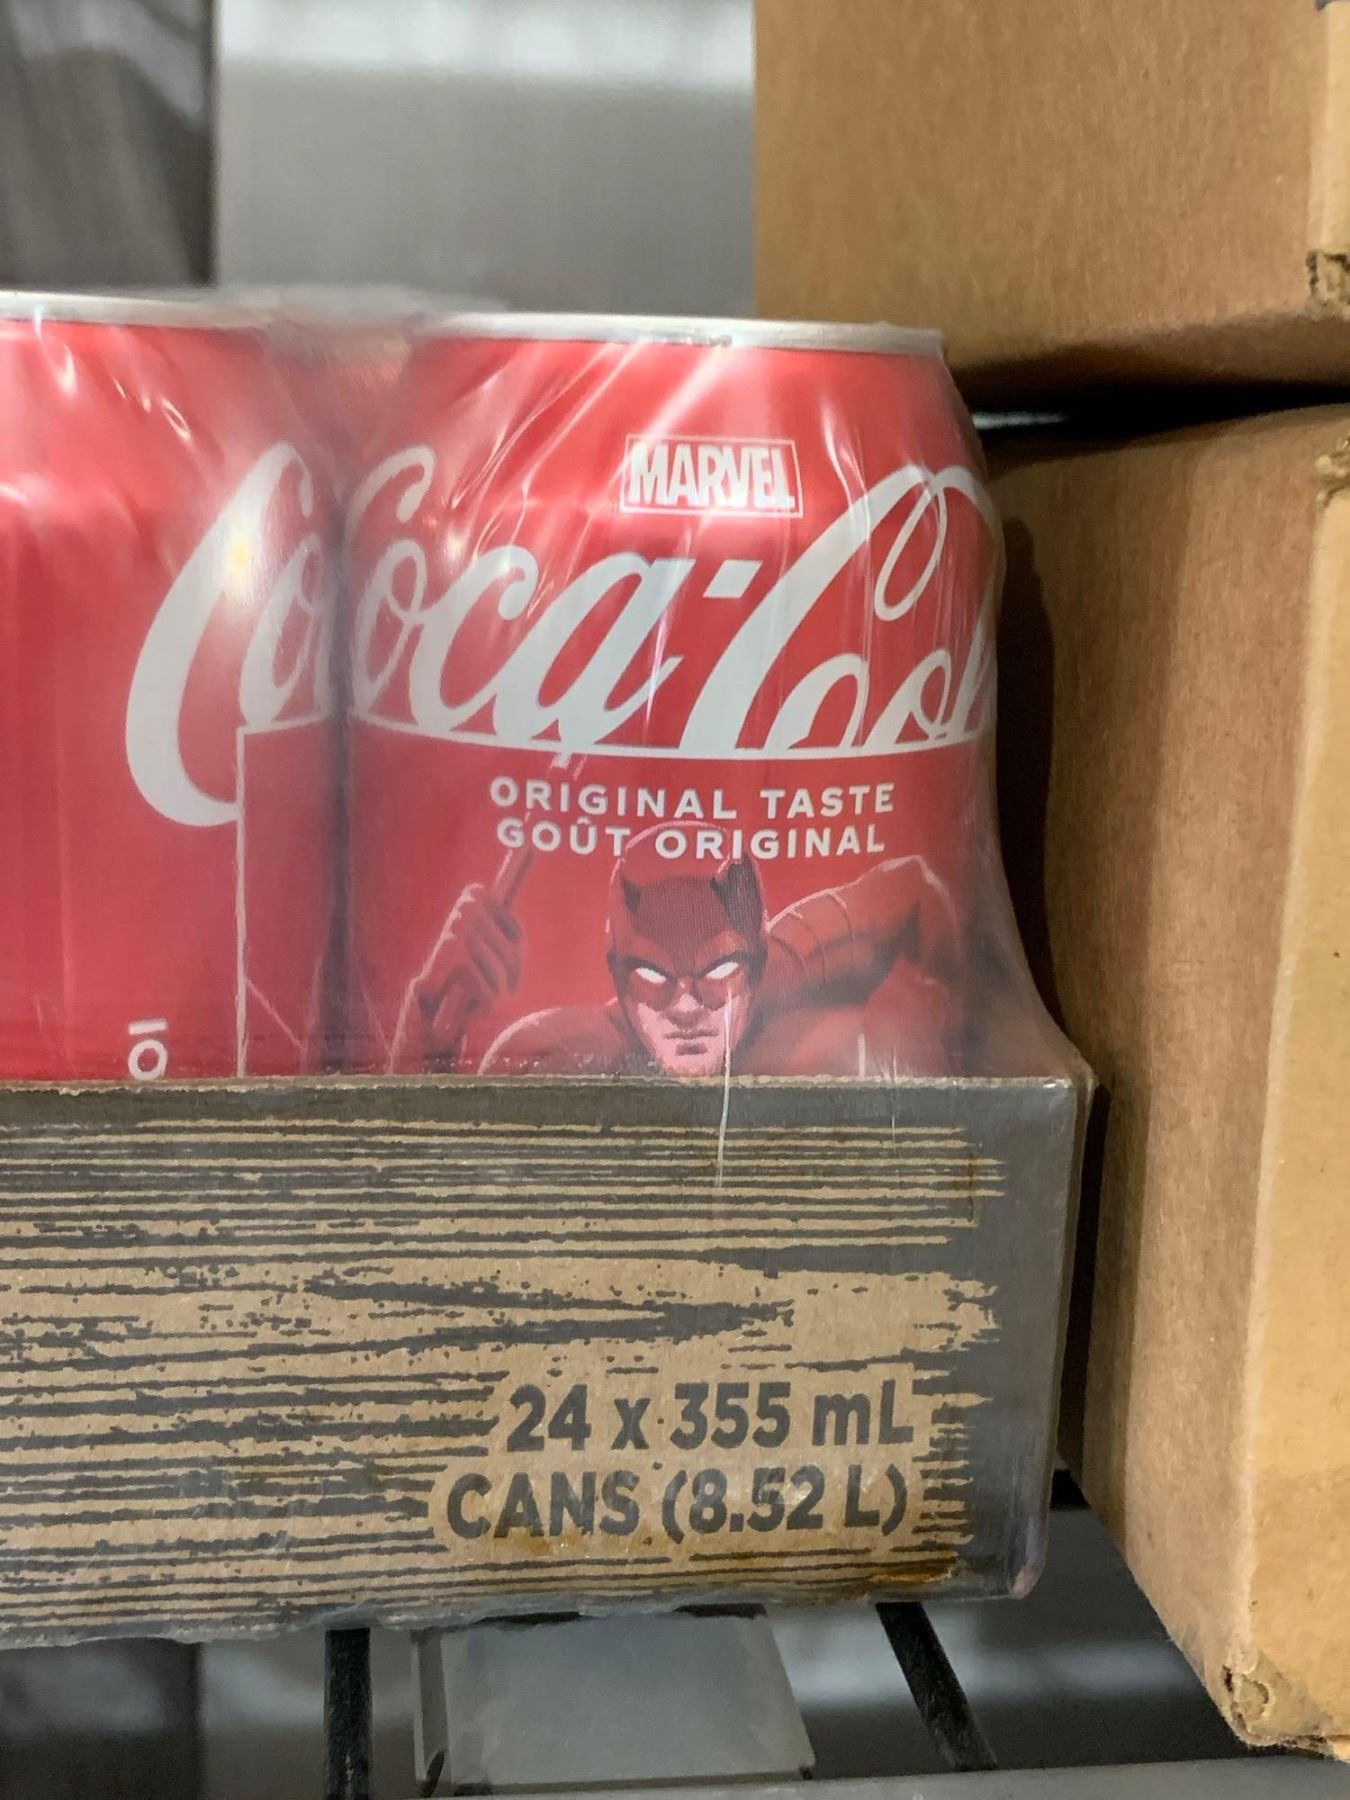 MARVEL
Coca-Cola
ORIGINAL TASTE
GOÛT ORIGINAL
24 x 355 mL
CANS (8.52 L)